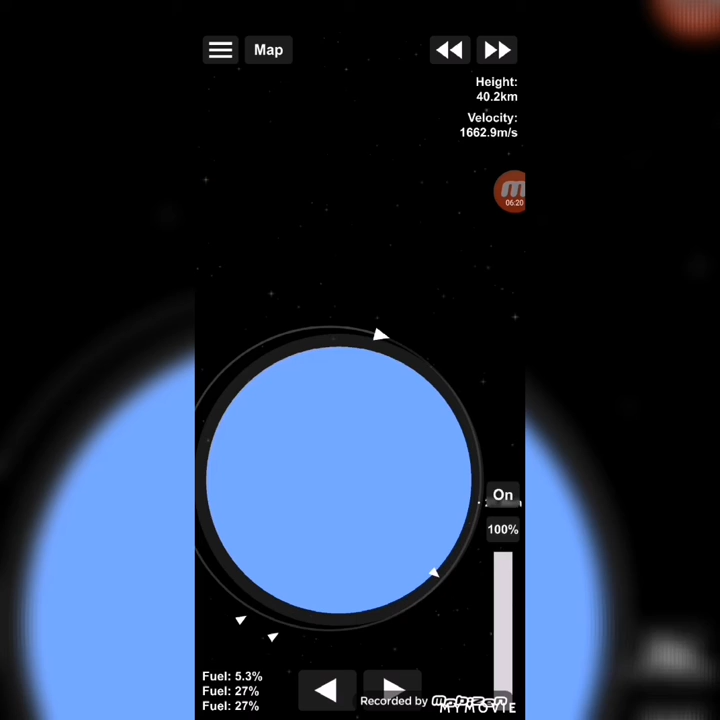 Map
Height:
40.2km
Velocity:
1662.9m/s
06:20
On
100%
Fuel: 5.3%
Fuel: 27%
Fuel: 27%
Recorded by
MYMOVIE